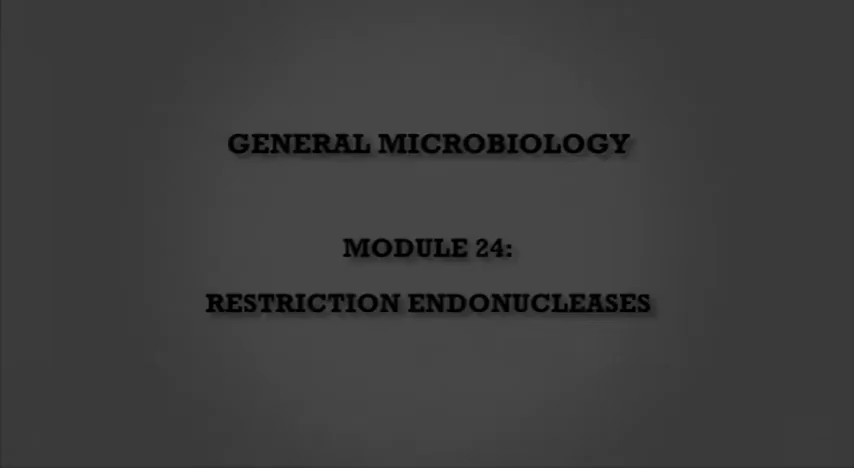 GENERAL MICROBIOLOGY
MODULE 24:
RESTRICTION ENDONUCLEASES